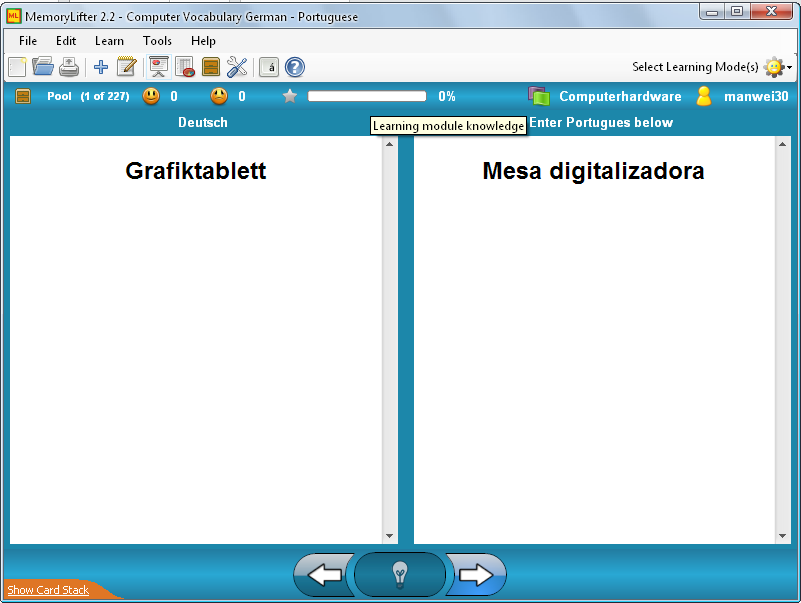 MemoryLifter 2.2 - Computer Vocabulary German - Portuguese
File Edit Learn Tools Help
á ? Select Learning Mode(s)
Pool (1 of 227) 0 0 0% Computerhardware manwei30
Deutsch Learning module knowledge Enter Portugues below
Grafiktablett Mesa digitalizadora
Show Card Stack